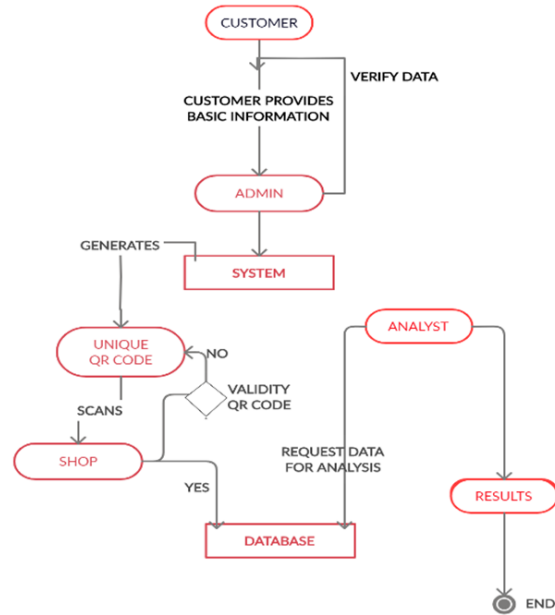 CUSTOMER
VERIFY DATA
CUSTOMER PROVIDES
BASIC INFORMATION
ADMIN
GENERATES
SYSTEM
UNIQUE
QR CODE
NO
VALIDITY
QR CODE
ANALYST
SCANS
SHOP
REQUEST DATA
FOR ANALYSIS
YES
RESULTS
DATABASE
END